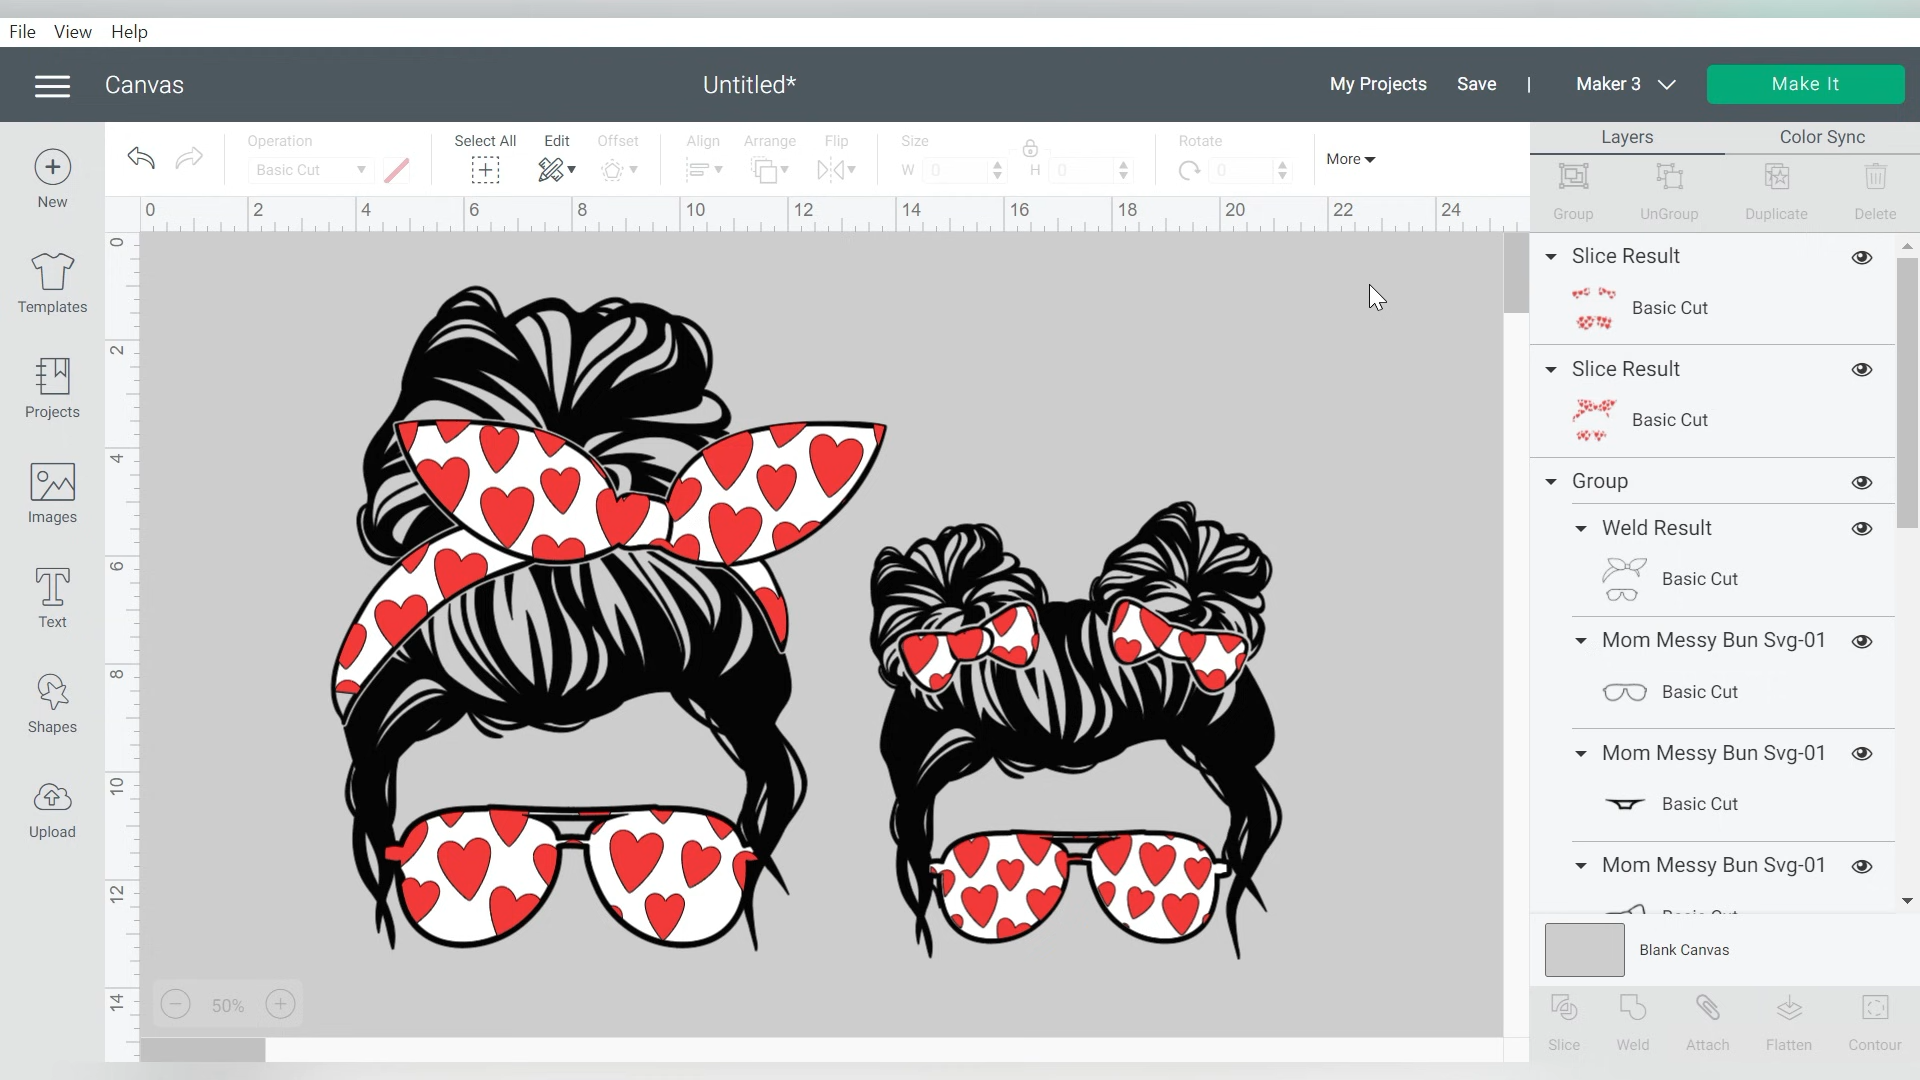 File View Help
Canvas
Untitled*
My Projects Save | Maker 3 Make It
Operation
Basic Cut
Select All Edit Offset
Align Arrange Flip
Size
W 0 H 0
Rotate
0
More
Layers Color Sync
Group UnGroup Duplicate Delete
New
Templates
Projects
Images
Text
Shapes
Upload
0 2 4 6 8 10 12 14 16 18 20 22 24
0
2
4
6
8
10
12
14
50%
Slice Result
Basic Cut
Slice Result
Basic Cut
Group
Weld Result
Basic Cut
Mom Messy Bun Svg-01
Basic Cut
Mom Messy Bun Svg-01
Basic Cut
Mom Messy Bun Svg-01
Blank Canvas
Slice Weld Attach Flatten Contour